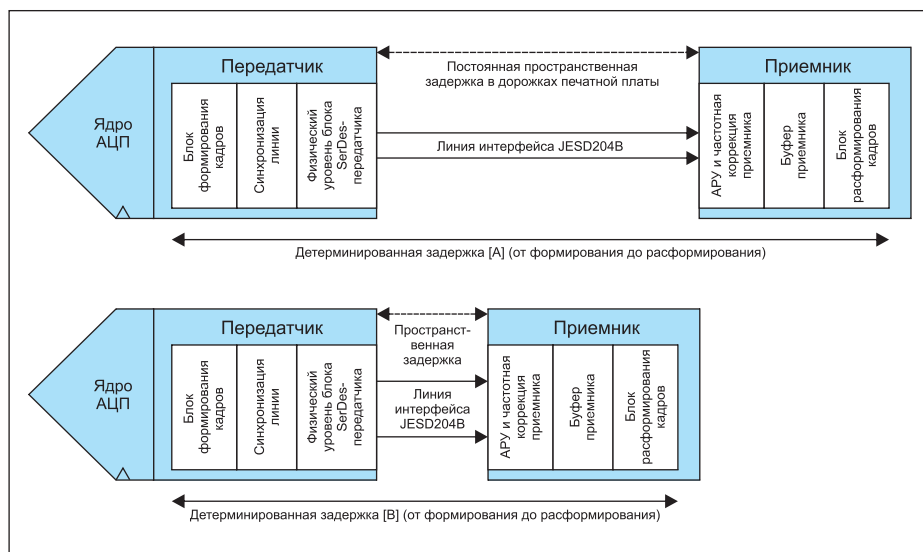 Передатчик
Постоянная пространственная
задержка в дорожках печатной платы
Приемник
Ядро
АЦП
Блок
формирования
кадров
Синхронизация
линии
Физический
уровень блока
SerDes-
передатчика
Линия интерфейса JESD204B
АРУ и частотная
коррекция
приемника
Буфер
приемника
Блок
расформирования
кадров
Детерминированная задержка [A] (от формирования до расформирования)
Передатчик
Пространст-
венная
задержка
Приемник
Ядро
АЦП
Блок
формирования
кадров
Синхронизация
линии
Физический
уровень блока
SerDes-
передатчика
Линия
интерфейса
JESD204B
АРУ и частотная
коррекция
приемника
Буфер
приемника
Блок
расформирования
кадров
Детерминированная задержка [B] (от формирования до расформирования)